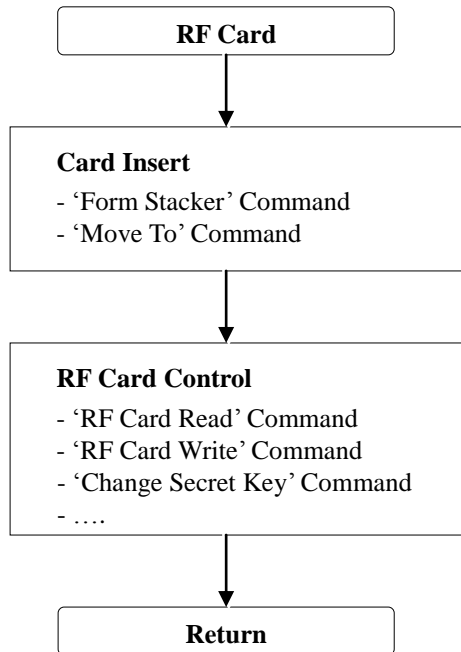 RF Card
Card Insert
- ‘Form Stacker’ Command
- ‘Move To’ Command
RF Card Control
- ‘RF Card Read’ Command
- ‘RF Card Write’ Command
- ‘Change Secret Key’ Command
- ….
Return